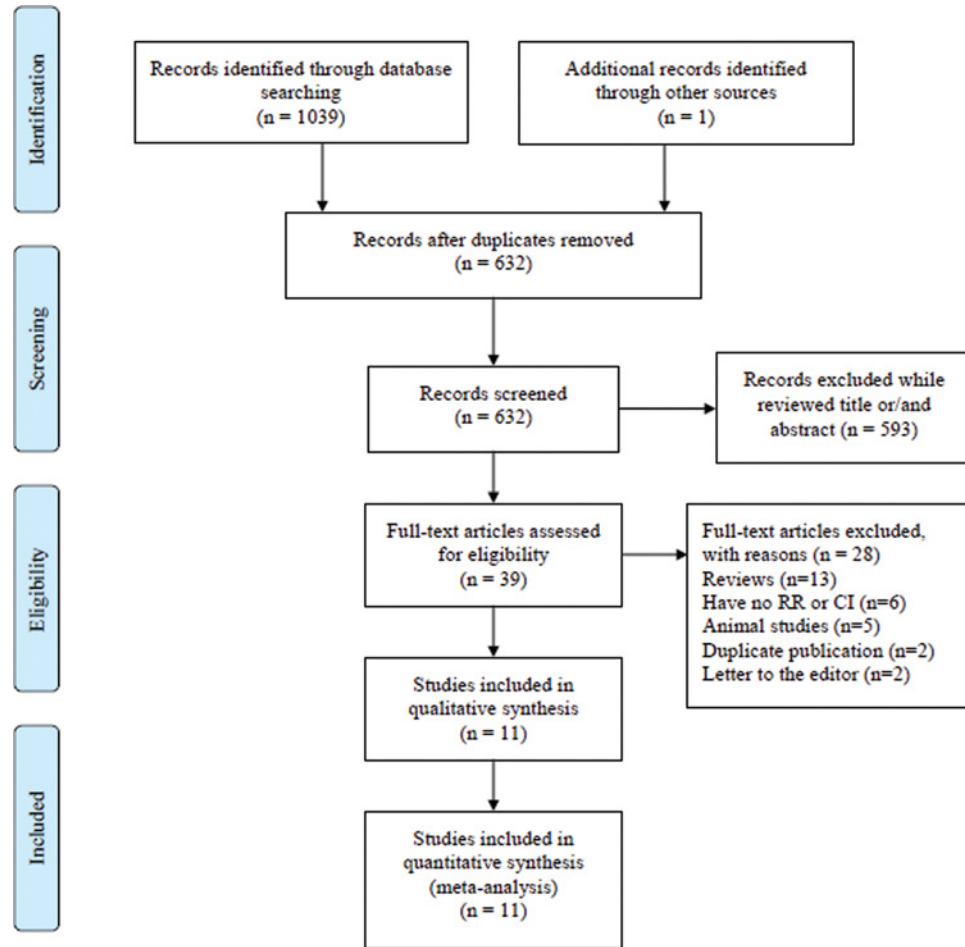 Identification
Records identified through database
searching
(n = 1039)
Additional records identified
through other sources
(n = 1)
Records after duplicates removed
(n = 632)
Screening
Records screened
(n = 632)
Records excluded while
reviewed title or/and
abstract (n = 593)
Eligibility
Full-text articles assessed
for eligibility
(n = 39)
Full-text articles excluded,
with reasons (n = 28)
Reviews (n=13)
Have no RR or CI (n=6)
Animal studies (n=5)
Duplicate publication (n=2)
Letter to the editor (n=2)
Studies included in
qualitative synthesis
(n = 11)
Included
Studies included in
quantitative synthesis
(meta-analysis)
(n = 11)